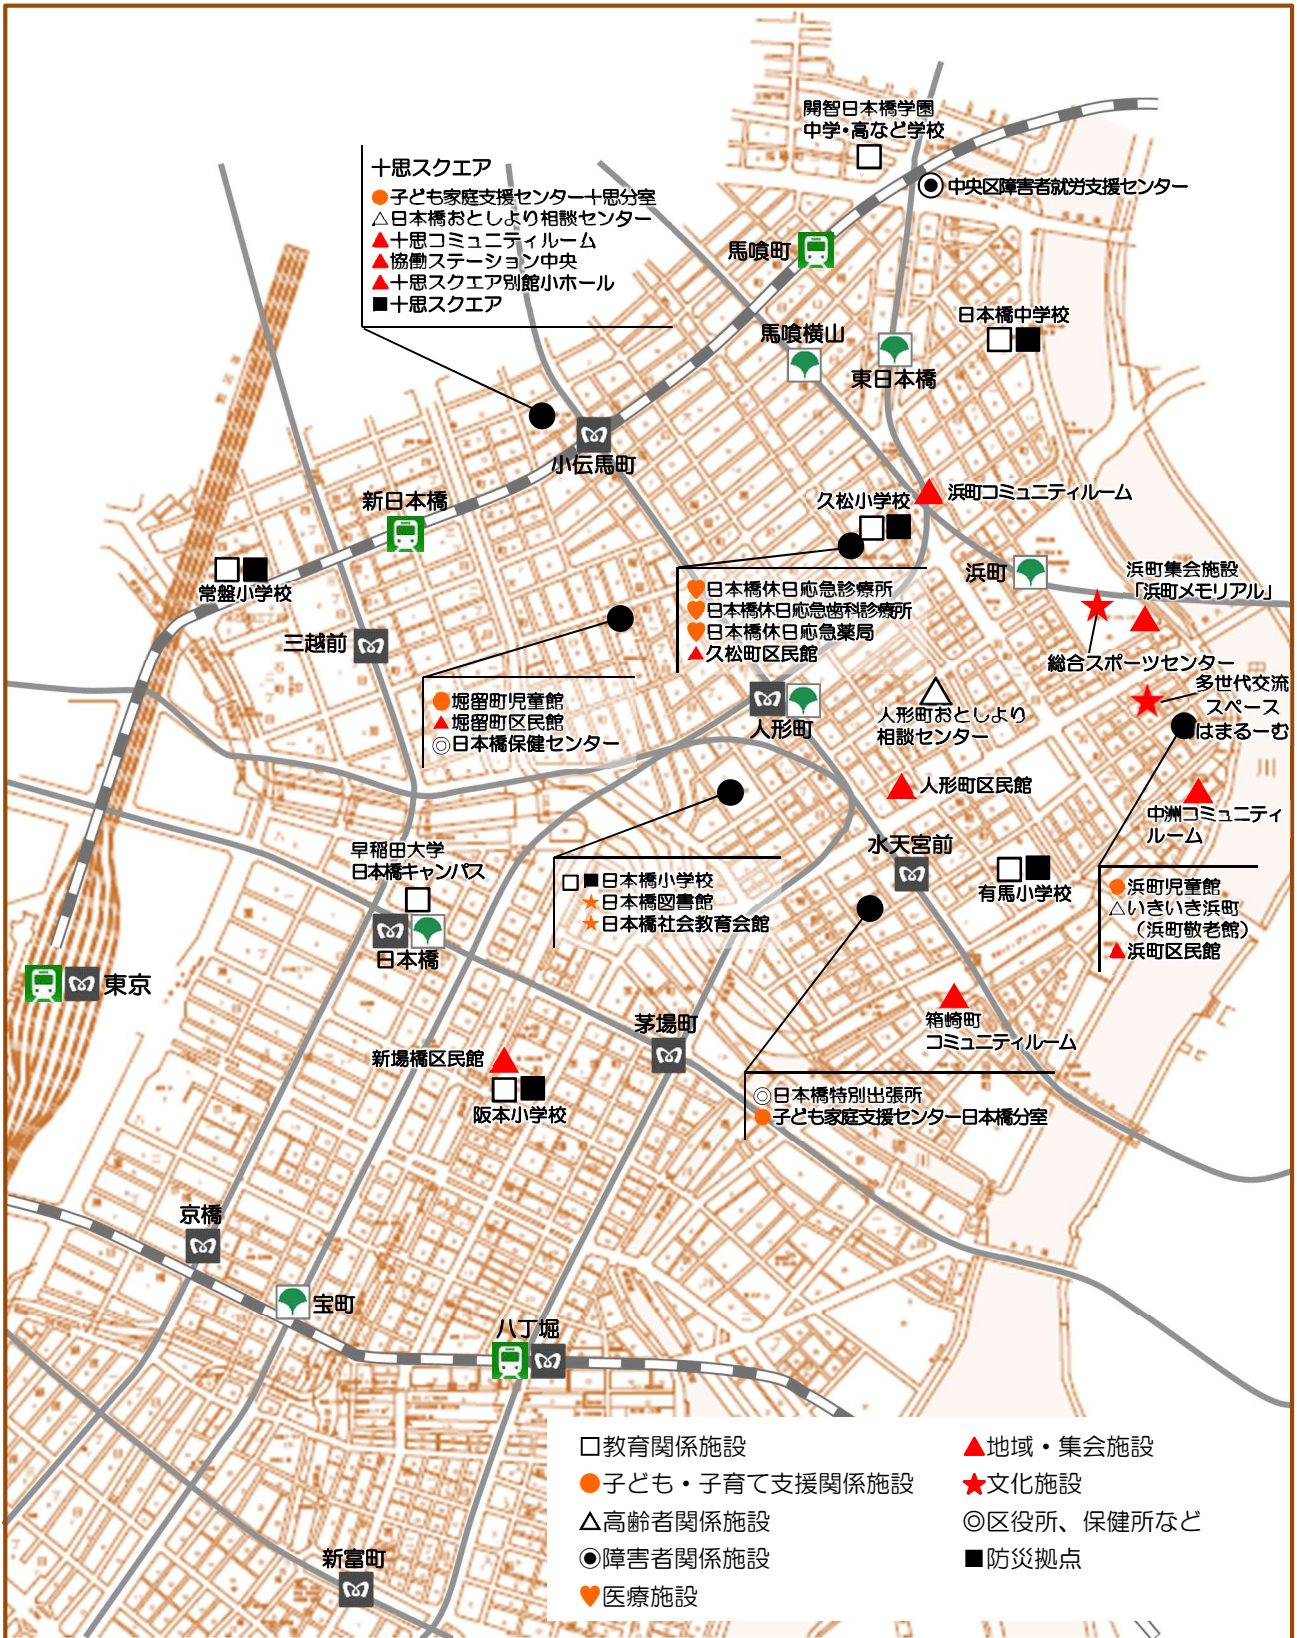 開智日本橋学園
中学・高など学校
中央区障害者就労支援センター
十思スクエア
●子ども家庭支援センター十思分室
△日本橋おとしより相談センター
▲十思コミュニティルーム
▲協働ステーション中央
▲十思スクエア別館小ホール
■十思スクエア
馬喰町
日本橋中学校
馬喰横山
東日本橋
小伝馬町
新日本橋
久松小学校
浜町コミュニティルーム
常盤小学校
浜町
浜町集会施設
「浜町メモリアル」
日本橋休日応急診療所
日本橋休日応急歯科診療所
日本橋休日応急薬局
▲久松町区民館
三越前
総合スポーツセンター
多世代交流
スペース
はまるーむ
●堀留町児童館
▲堀留町区民館
◎日本橋保健センター
人形町
人形町おとしより
相談センター
人形町区民館
川
中洲コミュニティ
ルーム
早稲田大学
日本橋キャンパス
水天宮前
□■日本橋小学校
★日本橋図書館
★日本橋社会教育会館
有馬小学校
●浜町児童館
△いきいき浜町
（浜町敬老館）
▲浜町区民館
日本橋
東京
箱崎町
コミュニティルーム
茅場町
新場橋区民館
阪本小学校
◎日本橋特別出張所
●子ども家庭支援センター日本橋分室
京橋
宝町
八丁堀
新富町
□教育関係施設
●子ども・子育て支援関係施設
△高齢者関係施設
◉障害者関係施設
♥医療施設
▲地域・集会施設
★文化施設
◎区役所、保健所など
■防災拠点